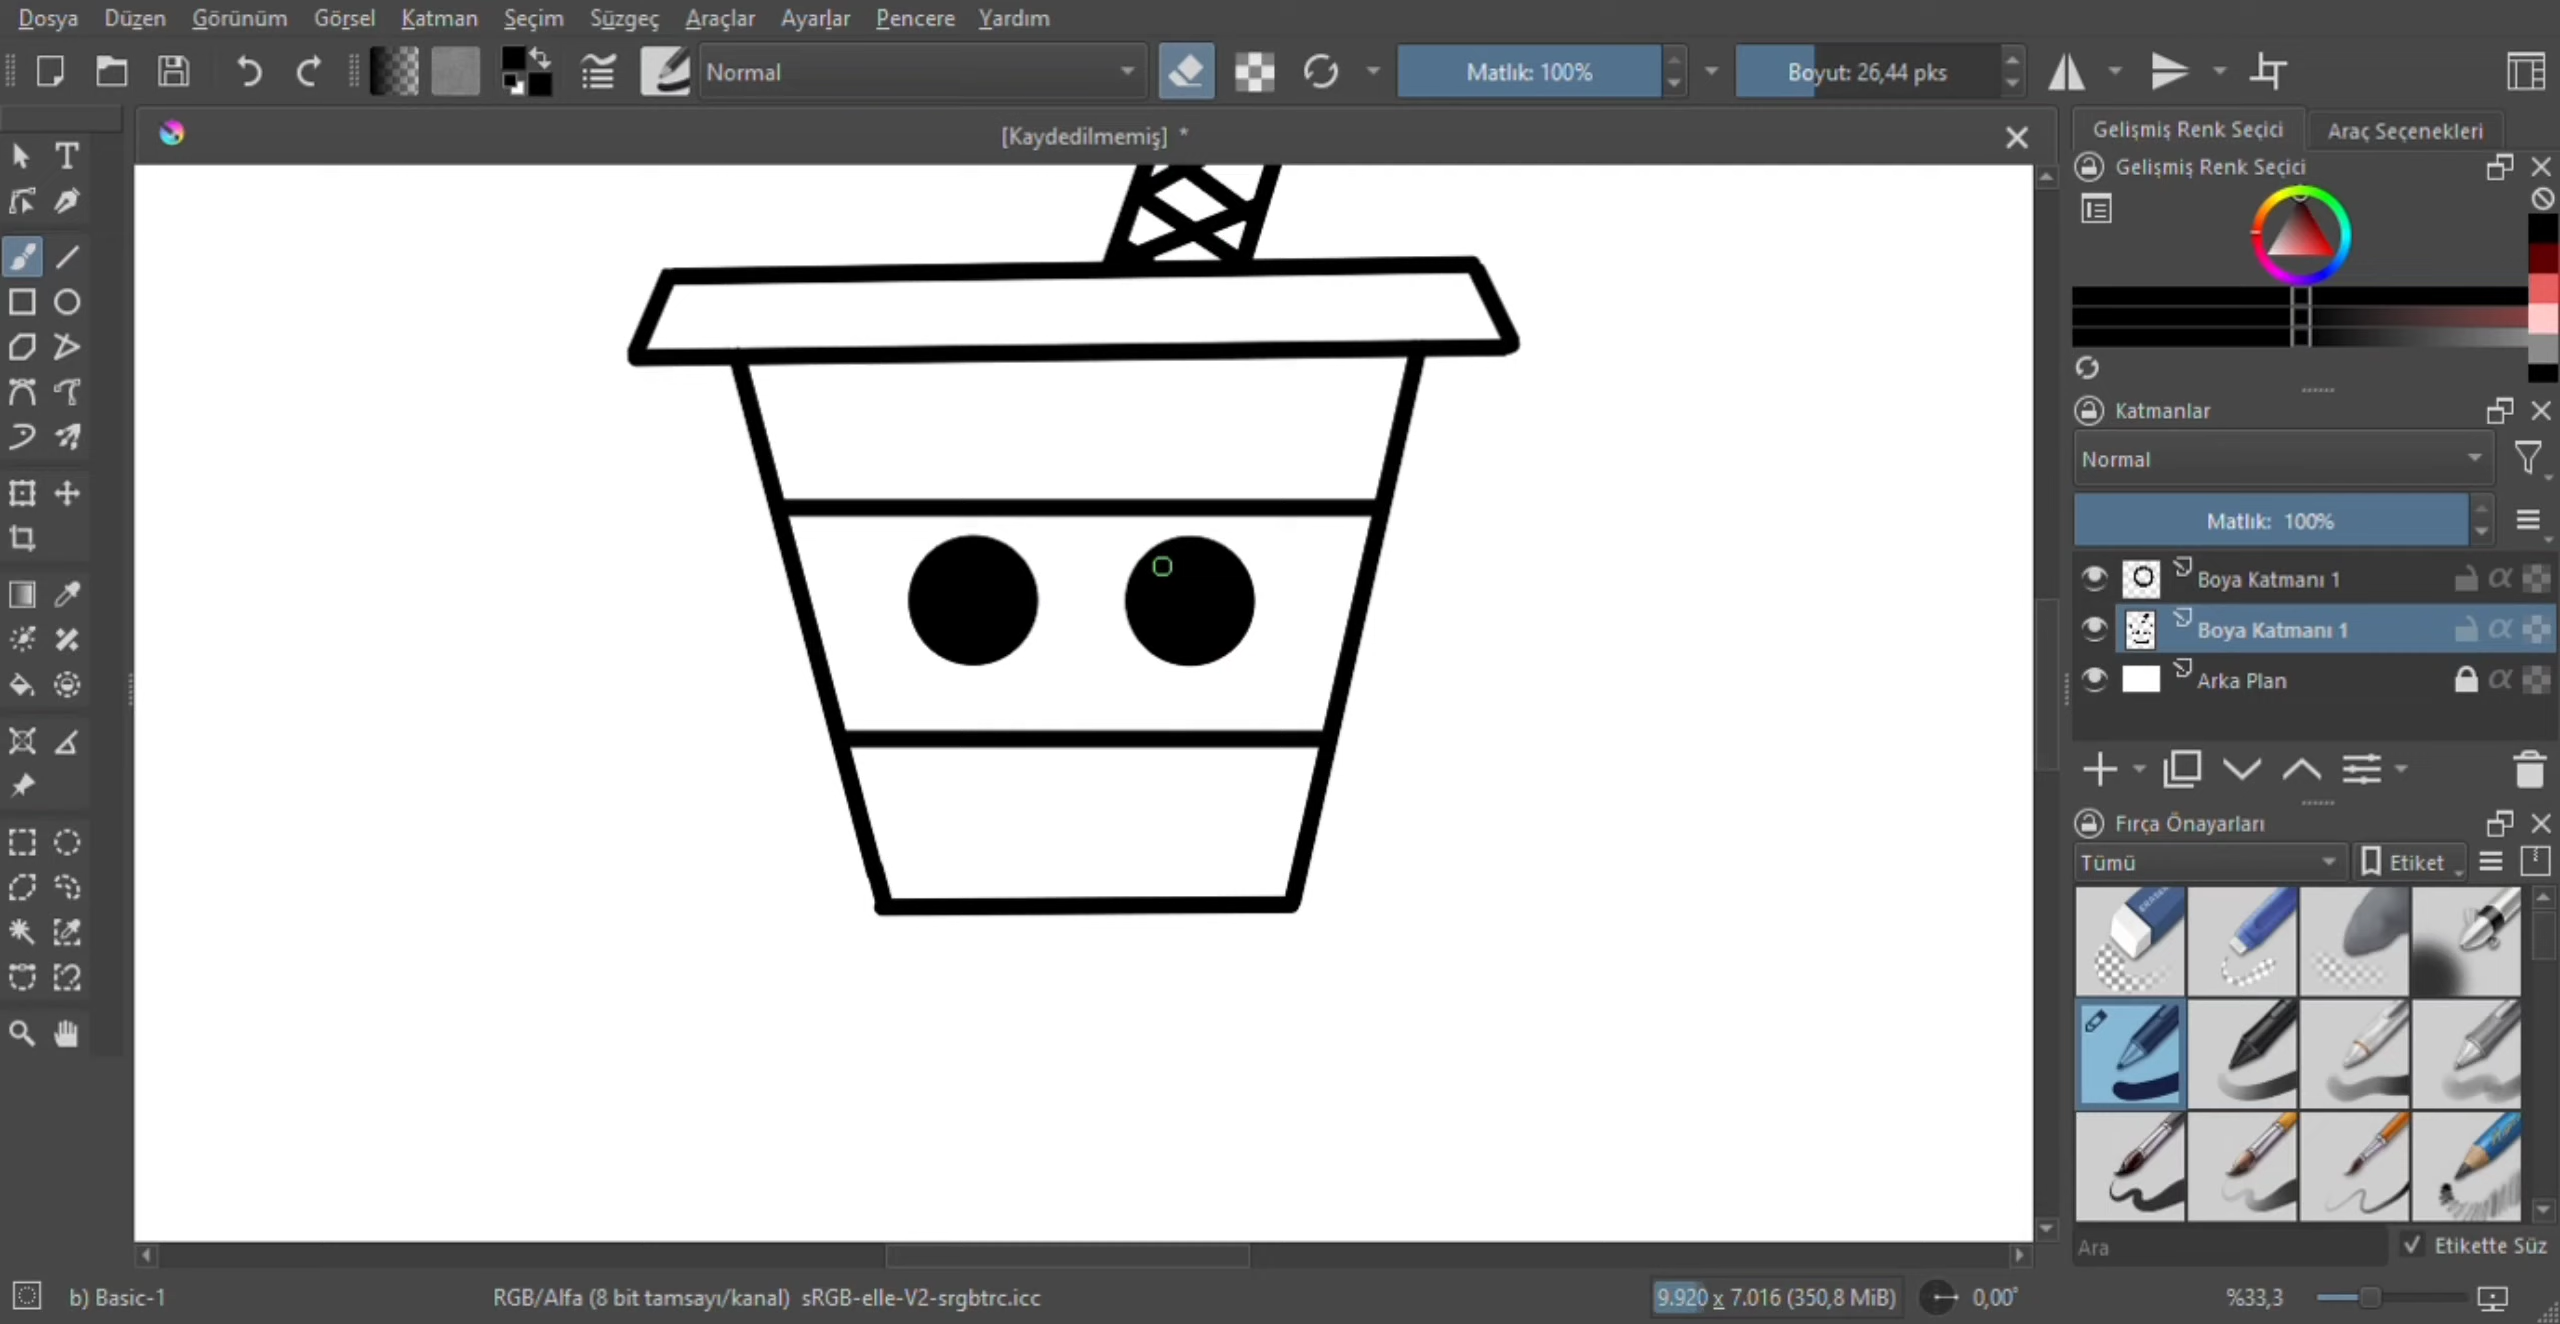 Dosya Düzen Görünüm Görsel Katman Seçim Süzgeç Araçlar Ayarlar Pencere Yardım
Normal Matlık: 100% Boyut: 26,44 pks
[Kaydedilmemiş] *
Gelişmiş Renk Seçici Araç Seçenekleri
Gelişmiş Renk Seçici
Katmanlar
Normal
Matlık: 100%
Boya Katmanı 1
Boya Katmanı 1
Arka Plan
Fırça Önayarları
Tümü Etiket
Ara Etikette Süz
b) Basic-1 RGB/Alfa (8 bit tamsayı/kanal) sRGB-elle-V2-srgbtrc.icc 9.920 x 7.016 (350,8 MiB) 0,00° %33,3